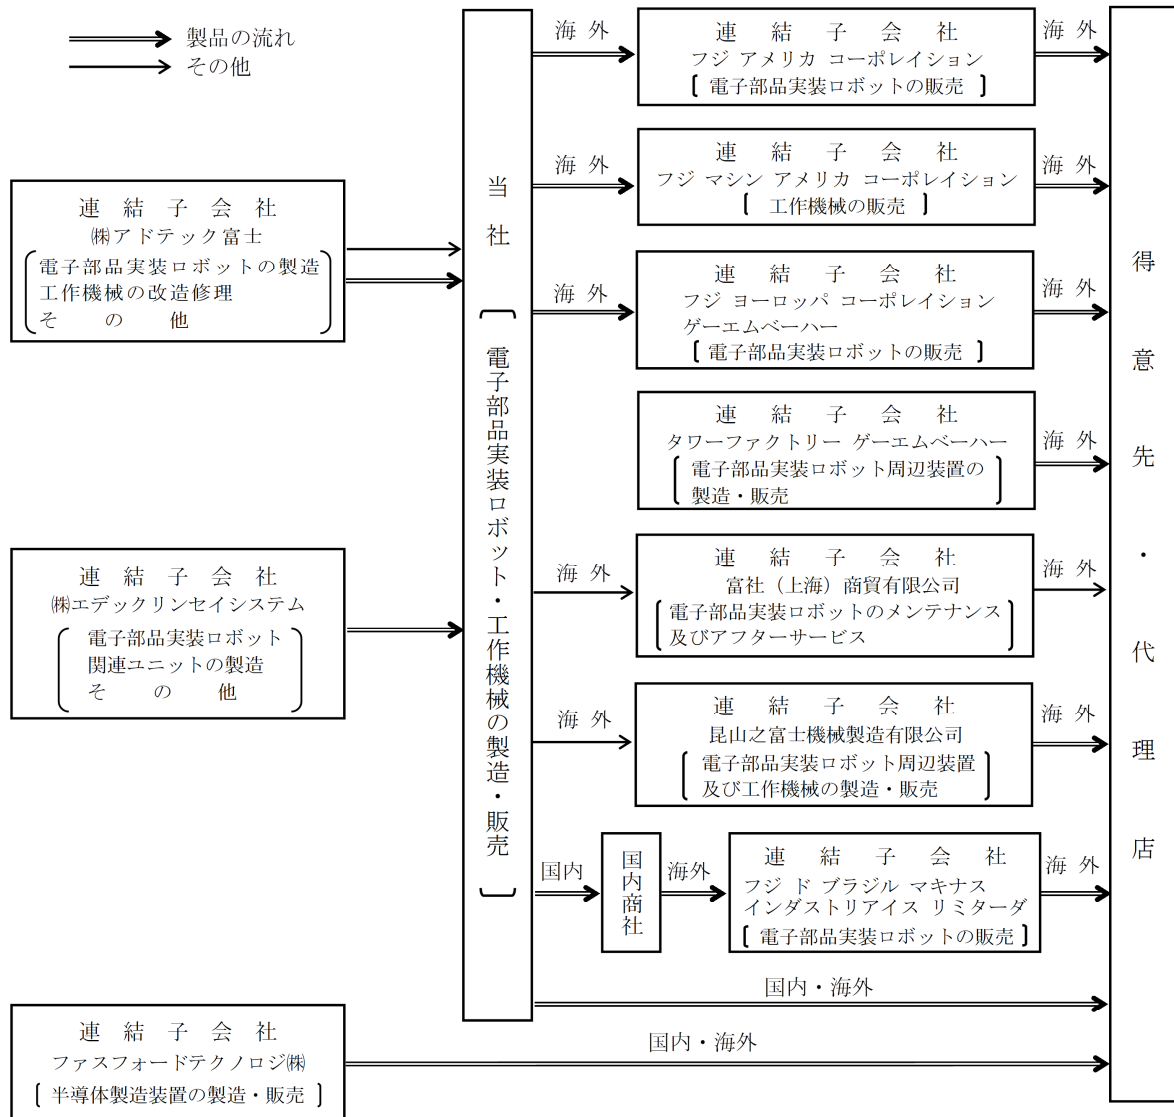 製品の流れ
その他
連結子会社
㈱アドテック富士
電子部品実装ロボットの製造
工作機械の改造修理
その他
連結子会社
㈱エデックリンセイシステム
電子部品実装ロボット
関連ユニットの製造
その他
連結子会社
ファスフォードテクノロジ㈱
〔 半導体製造装置の製造・販売 〕
当社
〔電子部品実装ロボット・工作機械の製造・販売〕
海外
連結子会社
フジ アメリカ コーポレイション
〔 電子部品実装ロボットの販売 〕
海外
海外
連結子会社
フジ マシン アメリカ コーポレイション
〔 工作機械の販売 〕
海外
海外
連結子会社
フジ ヨーロッパ コーポレイション
ゲーエムベーハー
〔 電子部品実装ロボットの販売 〕
海外
連結子会社
タワーファクトリー ゲーエムベーハー
電子部品実装ロボット周辺装置の
製造・販売
海外
海外
連結子会社
富社（上海）商貿有限公司
電子部品実装ロボットのメンテナンス
及びアフターサービス
海外
海外
連結子会社
昆山之富士機械製造有限公司
電子部品実装ロボット周辺装置
及び工作機械の製造・販売
海外
国内
国内商社
海外
連結子会社
フジ ド ブラジル マキナス
インダストリアイス リミターダ
〔 電子部品実装ロボットの販売 〕
海外
国内・海外
国内・海外
得意先・代理店